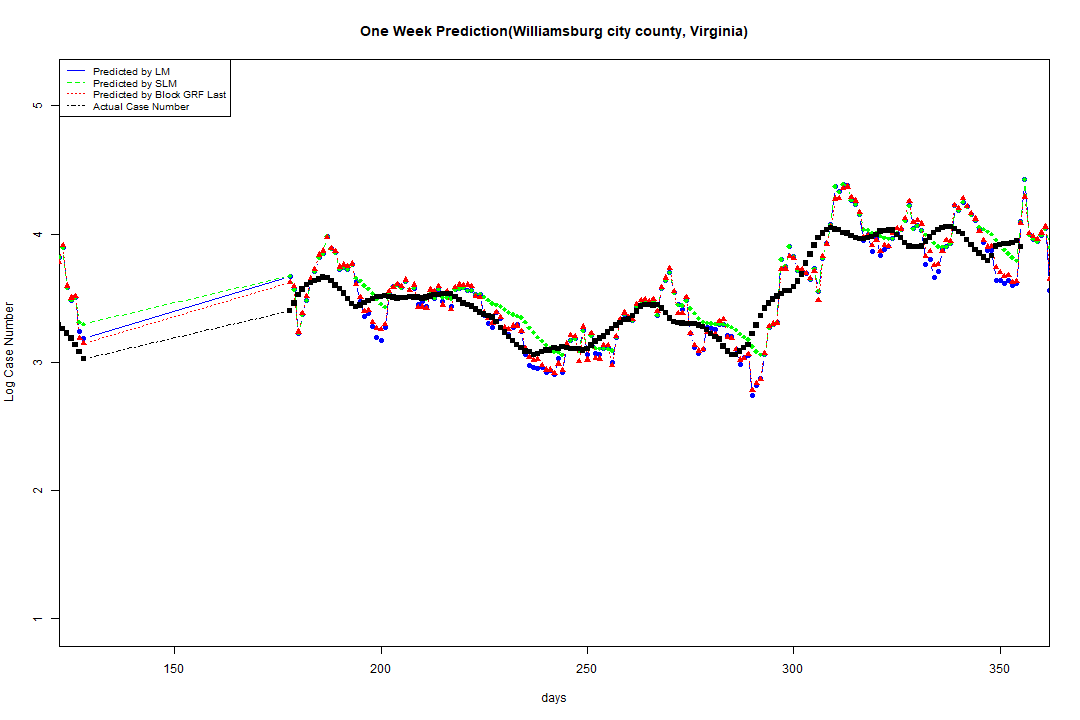 One Week Prediction(Williamsburg city county, Virginia)
Predicted by LM
Predicted by SLM
Predicted by Block GRF Last
Actual Case Number
Log Case Number
5
4
3
2
1
150 200 250 300 350
days